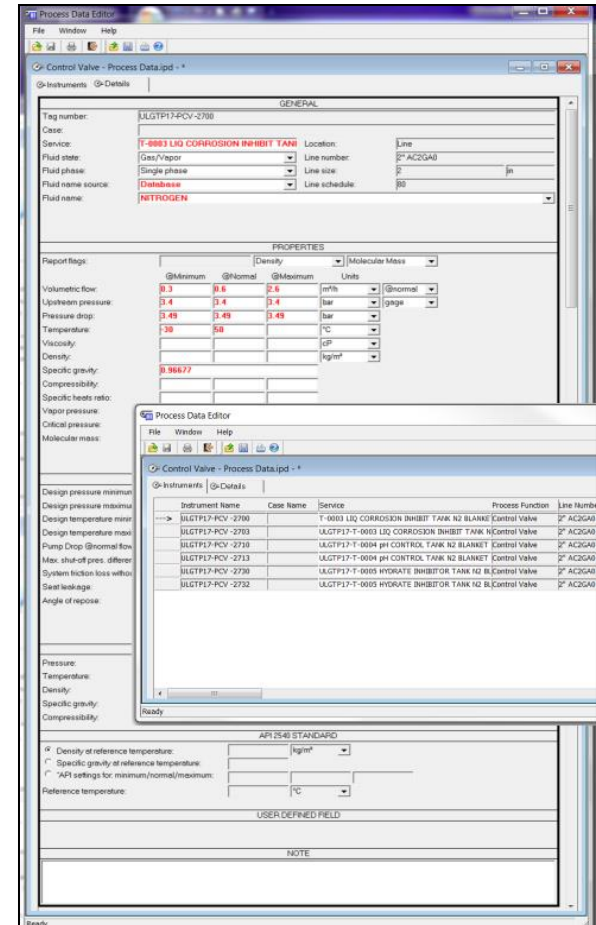 Process Data Editor
File Window Help
Control Valve - Process Data.ipd - *
Instruments Details
GENERAL
Tag number: ULGTP17-PCV-2700
Case:
Service: T-0003 LIQ CORROSION INHIBIT TANI Location: Line
Fluid state: Gas/Vapor Line number: 2" AC2GA0
Fluid phase: Single phase Line size: 2 in
Fluid name source: Database Line schedule: 80
Fluid name: NITROGEN
PROPERTIES
Report flags: Density Molecular Mass
@Minimum @Normal @Maximum Units
Volumetric flow: 0.3 0.6 2.6 m³/h @normal
Upstream pressure: 3.4 3.4 3.4 bar gage
Pressure drop: 3.49 3.49 3.49 bar
Temperature: -30 50 °C
Viscosity: cP
Density: kg/m³
Specific gravity: 0.96677
Compressibility:
Specific heats ratio:
Vapor pressure:
Critical pressure:
Molecular mass:
Design pressure minimum
Design pressure maximu
Design temperature minir
Design temperature maxi
Pump Drop @normal flow
Max. shut-off pres. differer
System friction loss withou
Seat leakage:
Angle of repose:
Pressure:
Temperature:
Density:
Specific gravity:
Compressibility:
Process Data Editor
File Window Help
Control Valve - Process Data.ipd - *
Instruments Details
Instrument Name Case Name Service Process Function Line Numbe
---> ULGTP17-PCV -2700 T-0003 LIQ CORROSION INHIBIT TANK N2 BLANKE Control Valve 2" AC2GA0
ULGTP17-PCV -2703 ULGTP17-T-0003 LIQ CORROSION INHIBIT TANK N Control Valve 2" AC2GA0
ULGTP17-PCV -2710 ULGTP17-T-0004 pH CONTROL TANK N2 BLANKET Control Valve 2" AC2GA0
ULGTP17-PCV -2713 ULGTP17-T-0004 pH CONTROL TANK N2 BLANKET Control Valve 2" AC2GA0
ULGTP17-PCV -2730 ULGTP17-T-0005 HYDRATE INHIBITOR TANK N2 BL Control Valve 2" AC2GA0
ULGTP17-PCV -2732 ULGTP17-T-0005 HYDRATE INHIBITOR TANK N2 BL Control Valve 2" AC2GA0
Ready
API 2540 STANDARD
Density at reference temperature: kg/m³
Specific gravity at reference temperature:
°API settings for: minimum/normal/maximum:
Reference temperature: °C
USER DEFINED FIELD
NOTE
Ready